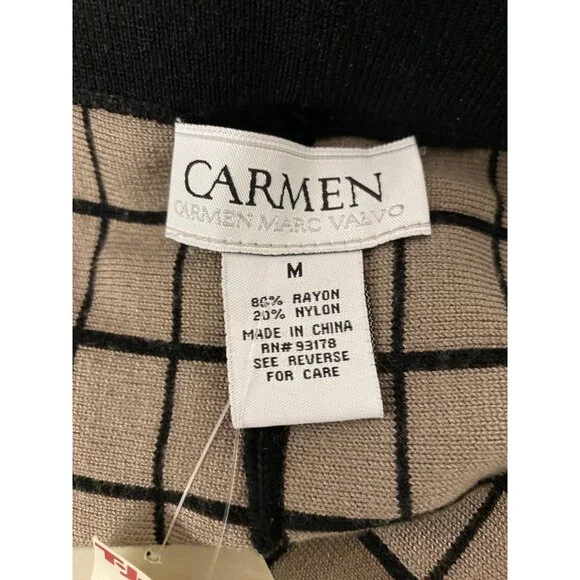 CARMEN
CARMEN MARC VALVO
M
80% RAYON
20% NYLON
MADE IN CHINA
RN# 93178
SEE REVERSE
FOR CARE